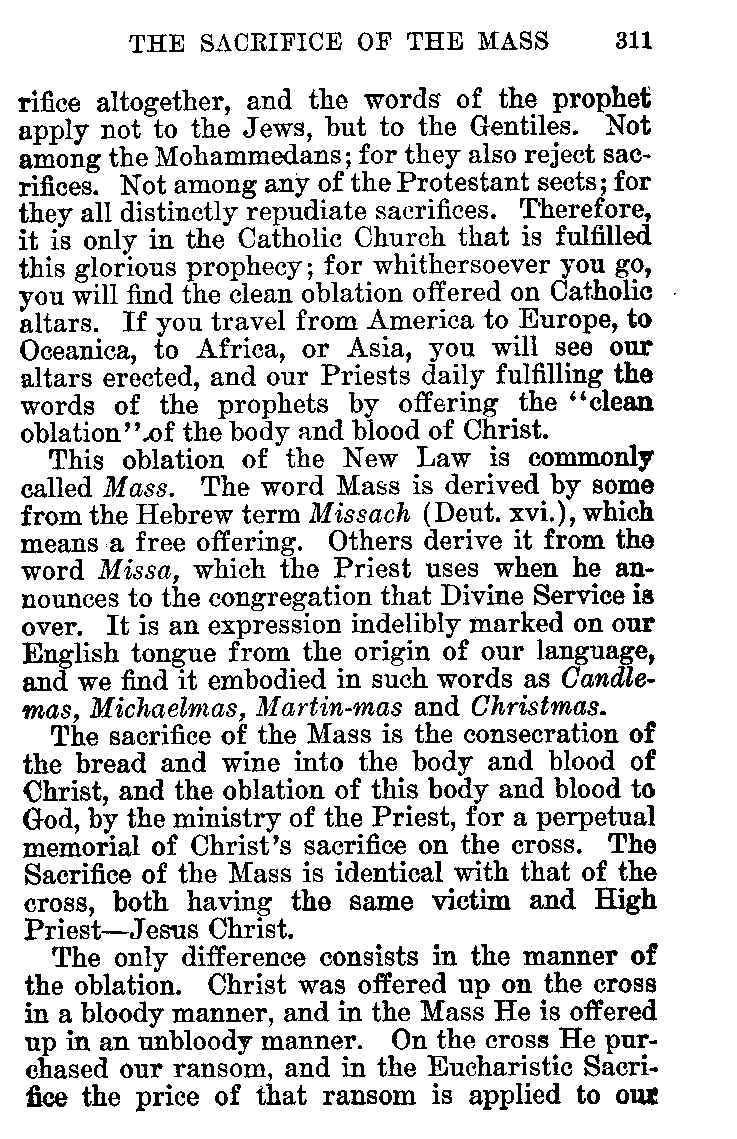 THE SACRIFICE OF THE MASS 311
rifice altogether, and the words of the prophet
apply not to the Jews, but to the Gentiles. Not
among the Mohammedans; for they also reject sac-
rifices. Not among any of the Protestant sects; for
they all distinctly repudiate sacrifices. Therefore,
it is only in the Catholic Church that is fulfilled
this glorious prophecy; for whithersoever you go,
you will find the clean oblation offered on Catholic
altars. If you travel from America to Europe, to
Oceanica, to Africa, or Asia, you will see our
altars erected, and our Priests daily fulfilling the
words of the prophets by offering the "clean
oblation" of the body and blood of Christ.
This oblation of the New Law is commonly
called Mass. The word Mass is derived by some
from the Hebrew term Missach (Deut. xvi.), which
means a free offering. Others derive it from the
word Missa, which the Priest uses when he an-
nounces to the congregation that Divine Service is
over. It is an expression indelibly marked on our
English tongue from the origin of our language,
and we find it embodied in such words as Candle-
mas, Michaelmas, Martin-mas and Christmas.
The sacrifice of the Mass is the consecration of
the bread and wine into the body and blood of
Christ, and the oblation of this body and blood to
God, by the ministry of the Priest, for a perpetual
memorial of Christ's sacrifice on the cross. The
Sacrifice of the Mass is identical with that of the
cross, both having the same victim and High
Priest—Jesus Christ.
The only difference consists in the manner of
the oblation. Christ was offered up on the cross
in a bloody manner, and in the Mass He is offered
up in an unbloody manner. On the cross He pur-
chased our ransom, and in the Eucharistic Sacri-
fice the price of that ransom is applied to our